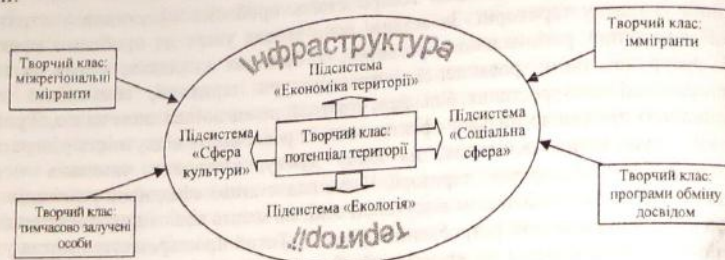 Інфраструктура
Творчий клас:
міжрегіональні
мігранти
Підсистема
«Економіка території»
Творчий клас:
іммігранти
Підсистема
«Сфера
культури»
Творчий клас:
потенціал території
Підсистема
«Соціальна
сфера»
Творчий клас:
тимчасово залучені
особи
Підсистема «Екологія»
Творчий клас:
програми обміну
досвідом
території